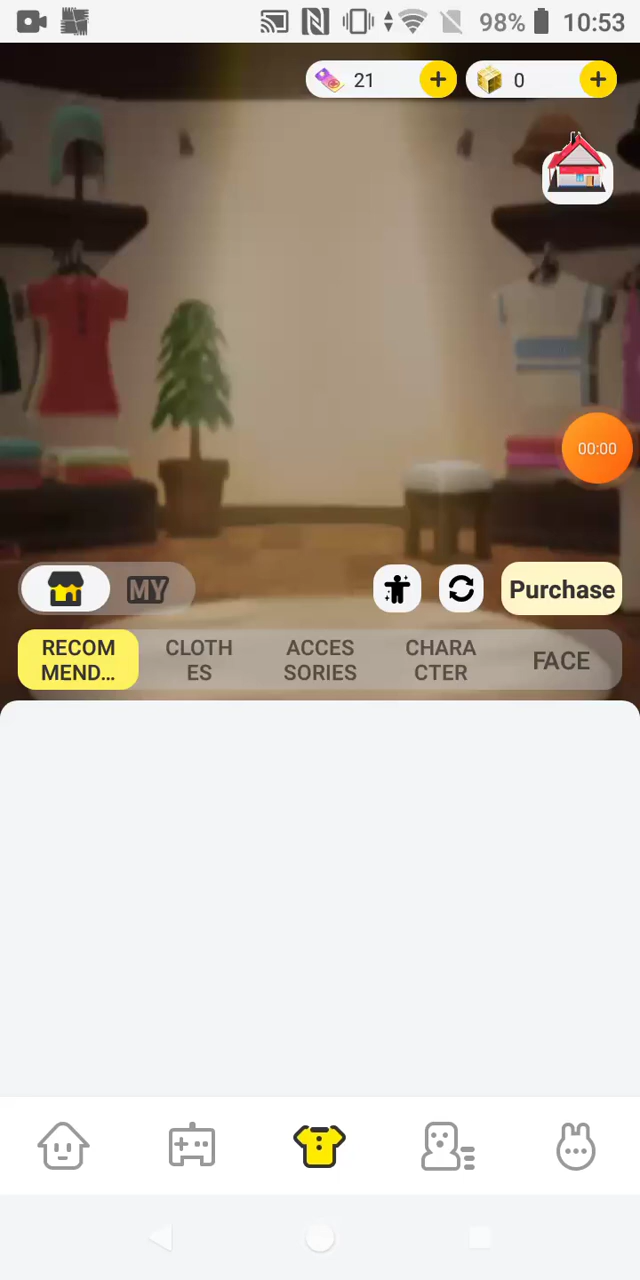 98% 10:53
21 + 0 +
00:00
MY
Purchase
RECOM
MEND...
CLOTH
ES
ACCES
SORIES
CHARA
CTER
FACE